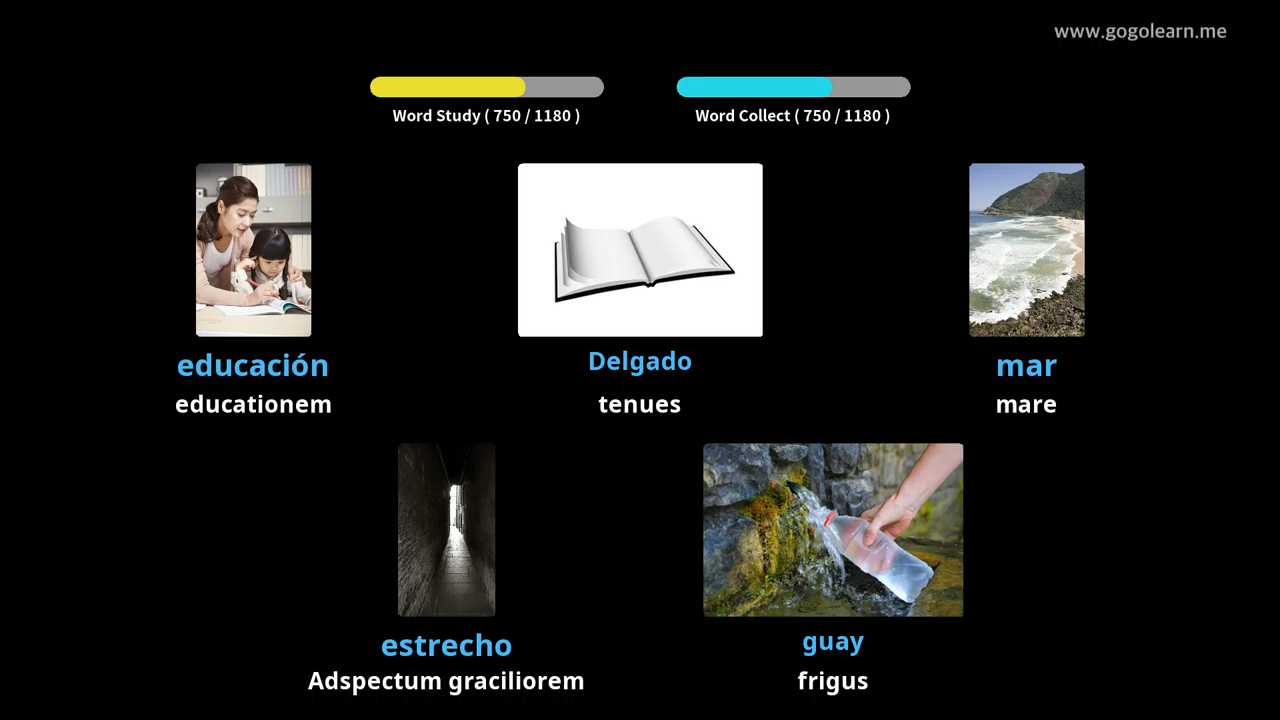 www.gogolearn.me
Word Study ( 750 / 1180 )
Word Collect ( 750 / 1180 )
educación
educationem
Delgado
tenues
mar
mare
estrecho
Adspectum graciliorem
guay
frigus